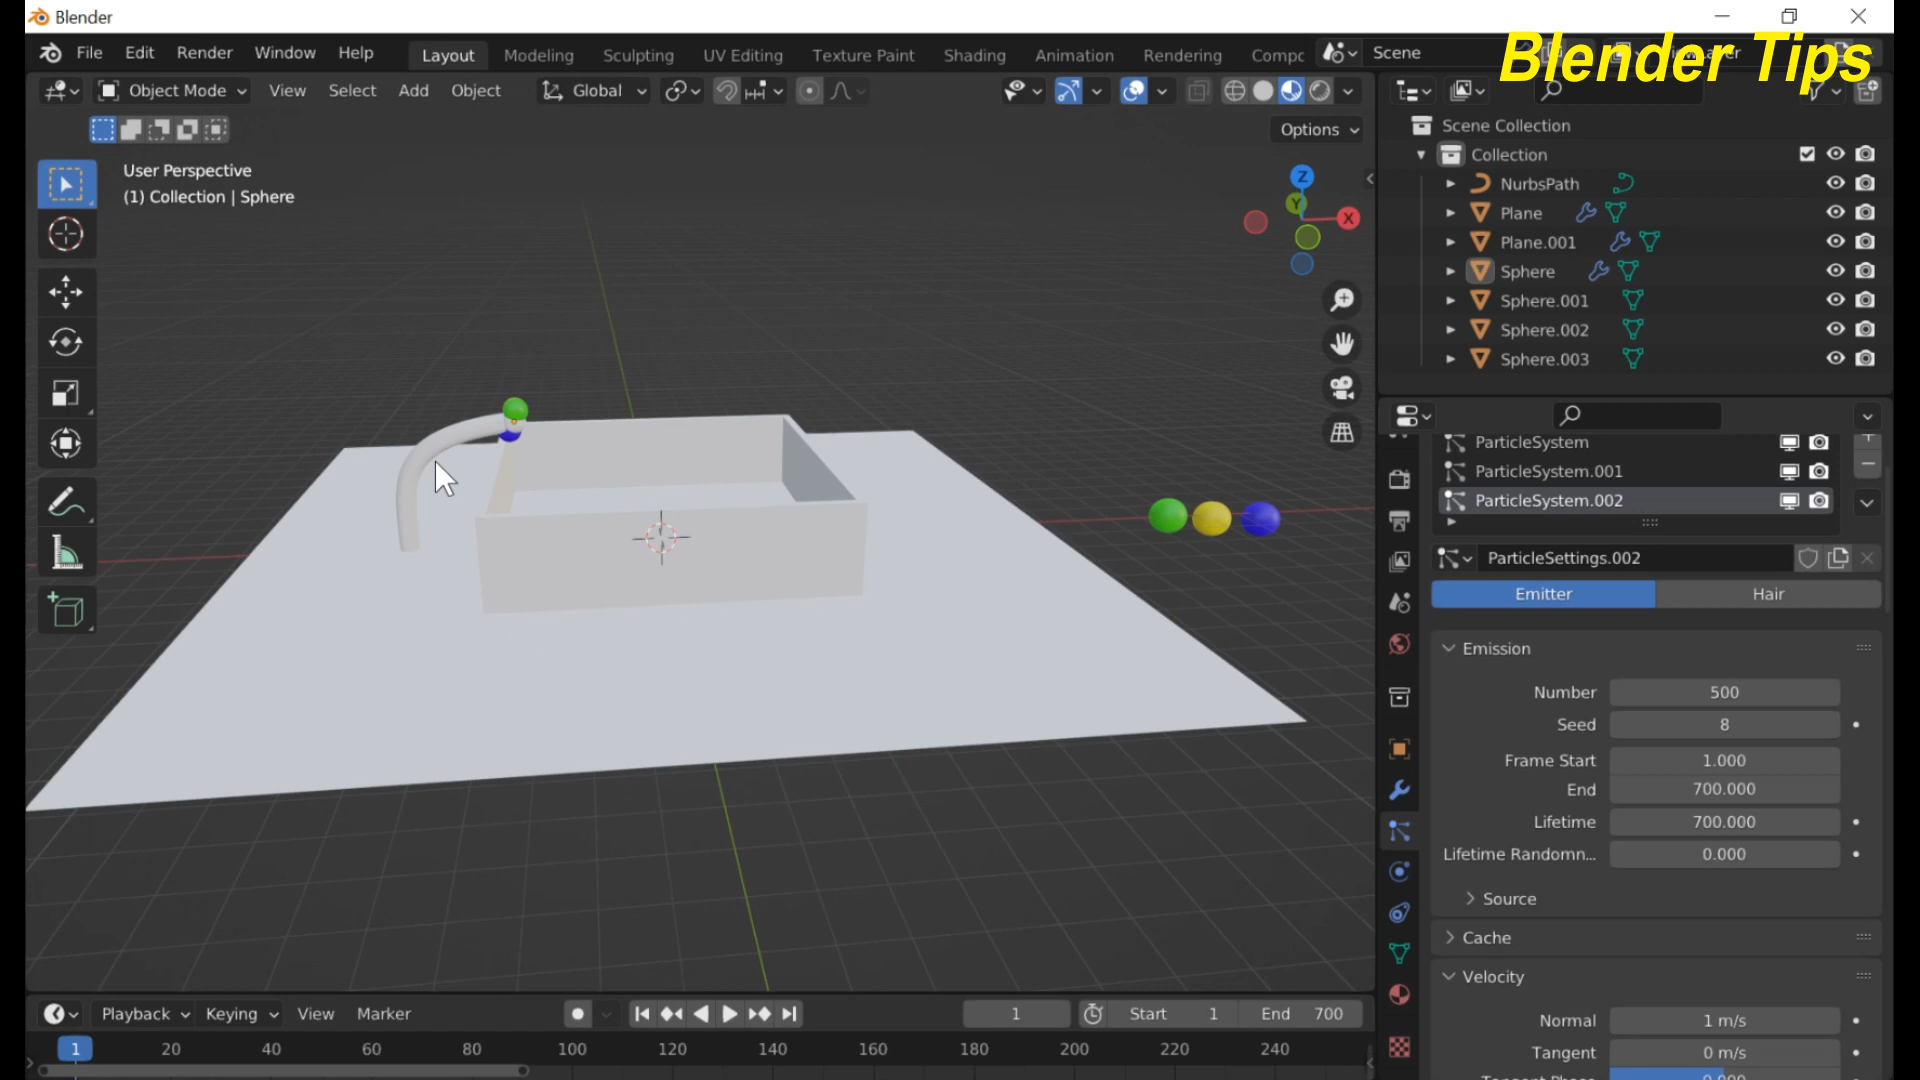 Blender
File Edit Render Window Help Layout Modeling Sculpting UV Editing Texture Paint Shading Animation Rendering Compc Scene
Blender Tips
Object Mode View Select Add Object Global
Options
User Perspective
(1) Collection | Sphere
Z
Y
X
Scene Collection
Collection
NurbsPath
Plane
Plane.001
Sphere
Sphere.001
Sphere.002
Sphere.003
ParticleSystem
ParticleSystem.001
ParticleSystem.002
ParticleSettings.002
Emitter Hair
Emission
Number 500
Seed 8
Frame Start 1.000
End 700.000
Lifetime 700.000
Lifetime Randomn... 0.000
Source
Cache
Velocity
Normal 1 m/s
Tangent 0 m/s
Playback Keying View Marker 1 Start 1 End 700
1 20 40 60 80 100 120 140 160 180 200 220 240